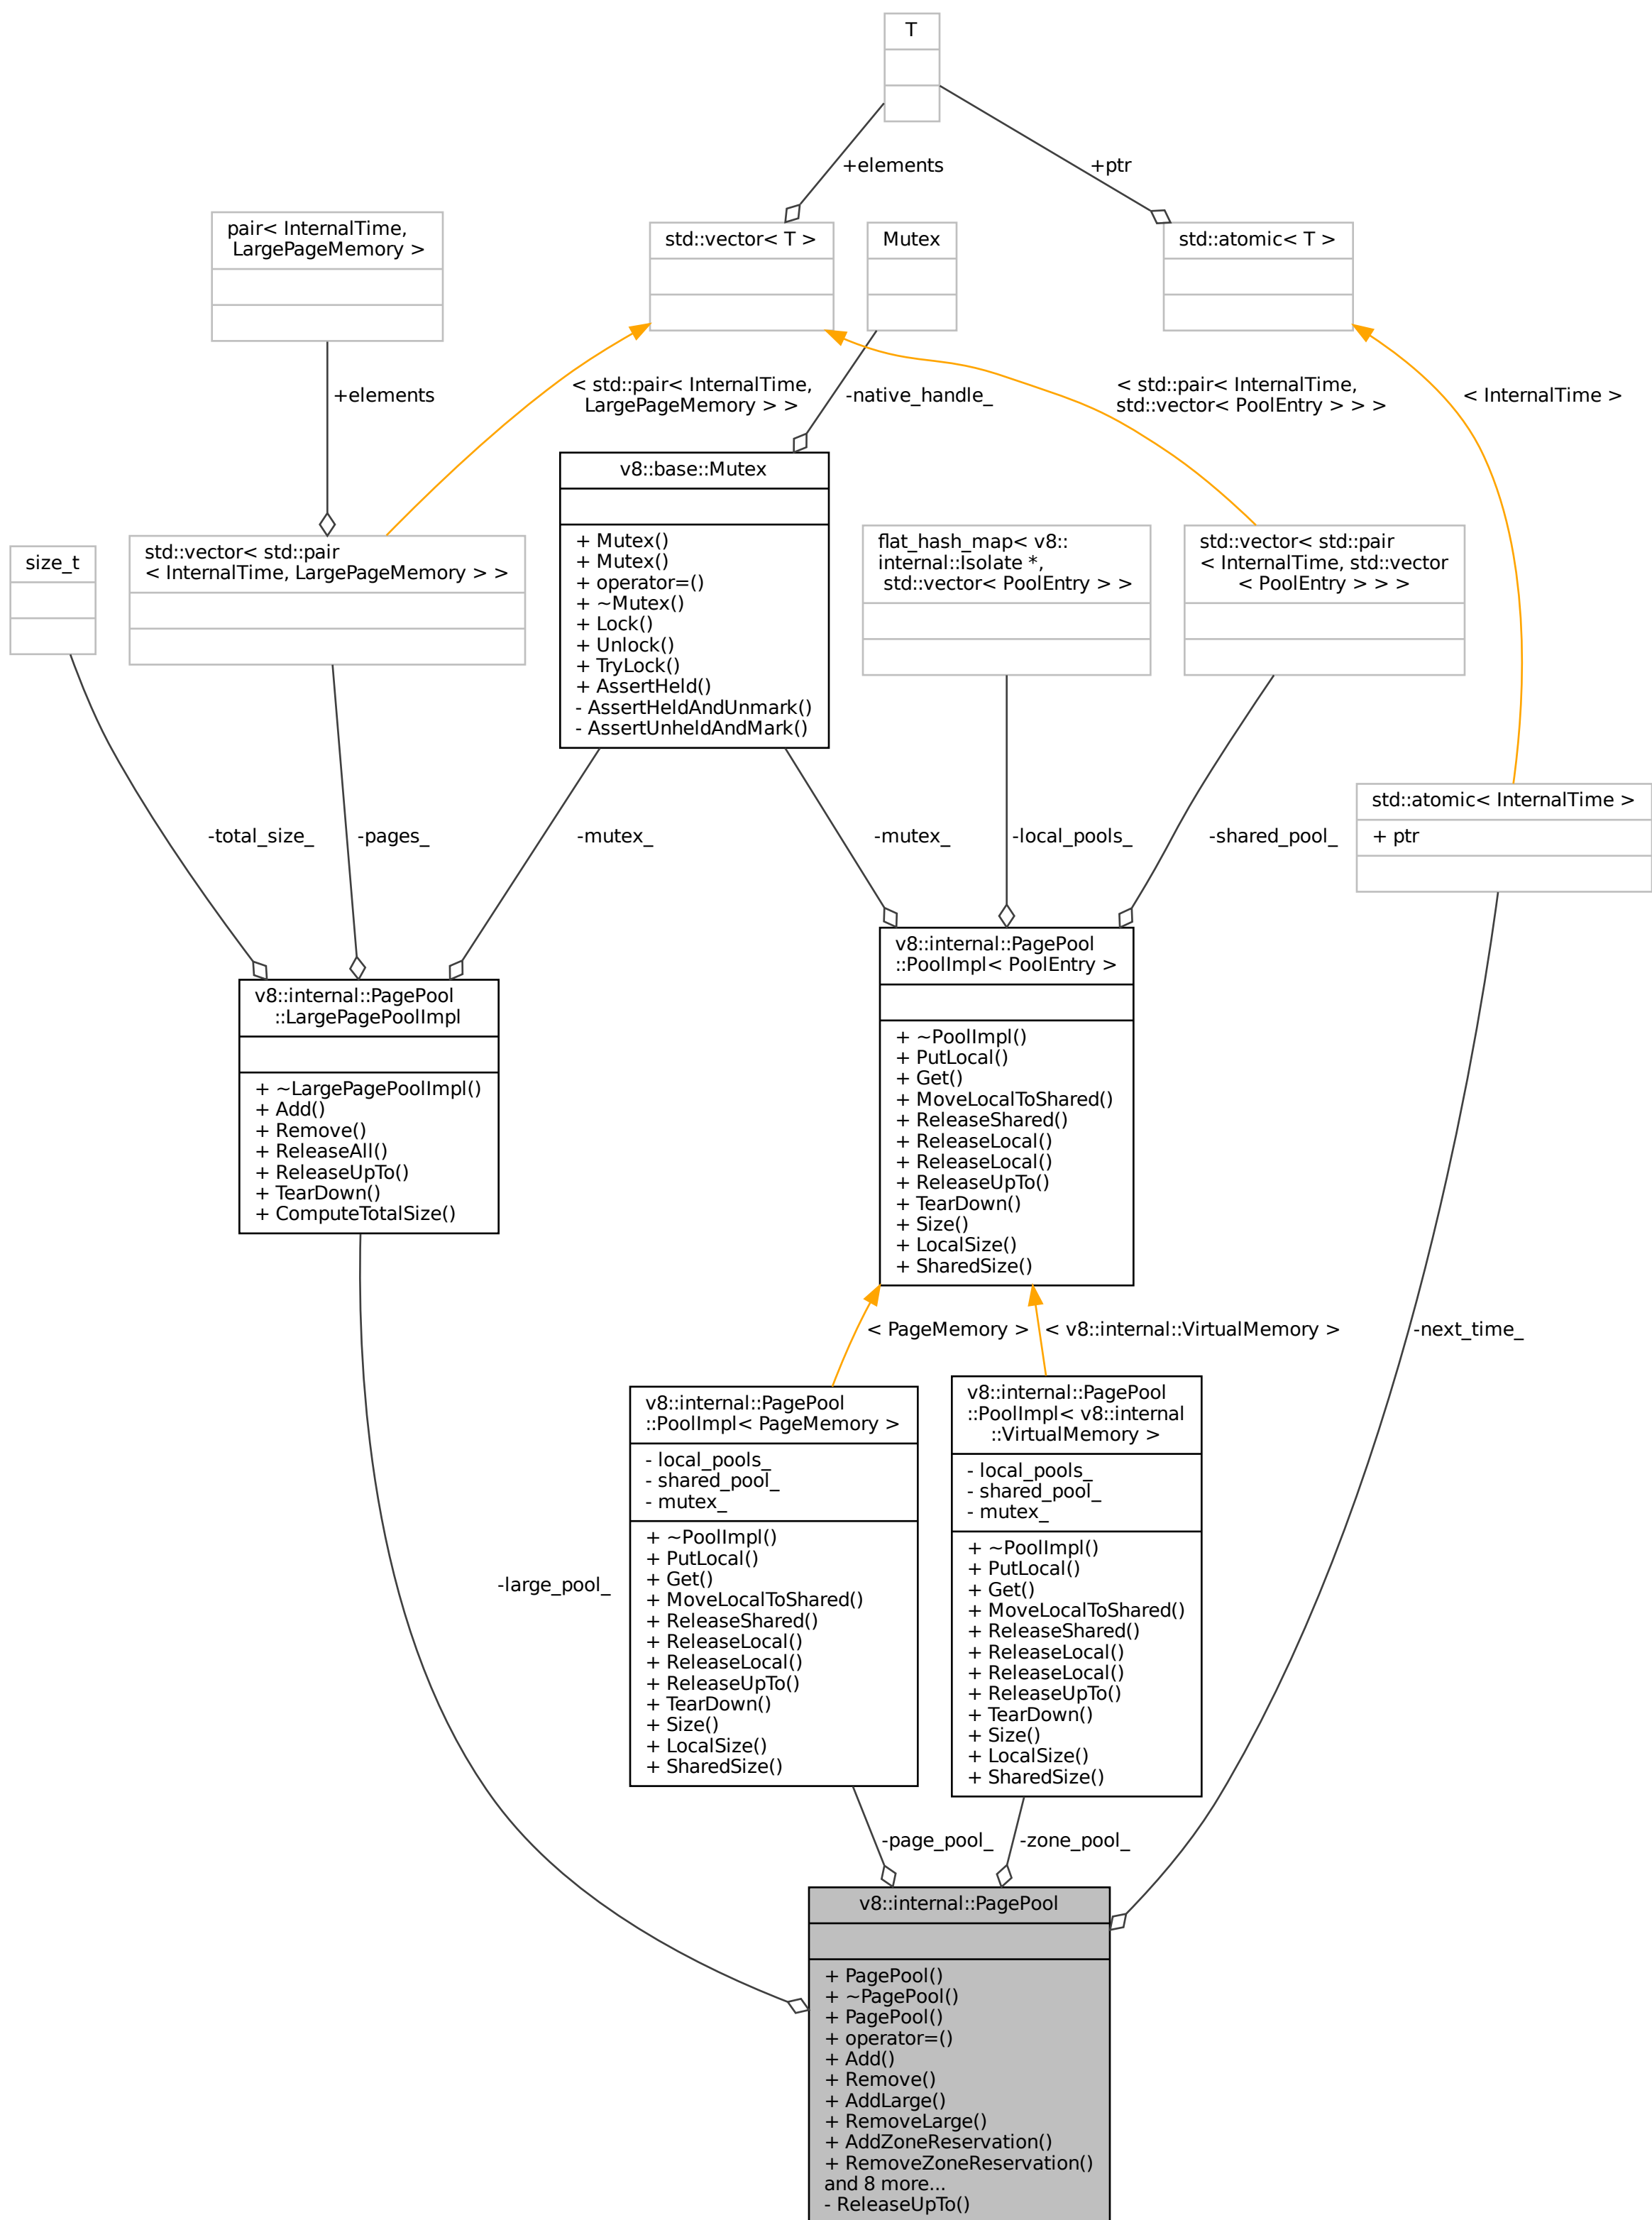 T
+elements
+ptr
pair< InternalTime,
LargePageMemory >
std::vector< T >
Mutex
std::atomic< T >
+elements
< std::pair< InternalTime,
LargePageMemory > >
-native_handle_
< std::pair< InternalTime,
std::vector< PoolEntry > > >
< InternalTime >
size_t
std::vector< std::pair
< InternalTime, LargePageMemory > >
v8::base::Mutex
+ Mutex()
+ Mutex()
+ operator=()
+ ~Mutex()
+ Lock()
+ Unlock()
+ TryLock()
+ AssertHeld()
- AssertHeldAndUnmark()
- AssertUnheldAndMark()
flat_hash_map< v8::
internal::Isolate *,
std::vector< PoolEntry > >
std::vector< std::pair
< InternalTime, std::vector
< PoolEntry > > >
std::atomic< InternalTime >
+ ptr
-total_size_
-pages_
-mutex_
-mutex_
-local_pools_
-shared_pool_
v8::internal::PagePool
::LargePagePoolImpl
+ ~LargePagePoolImpl()
+ Add()
+ Remove()
+ ReleaseAll()
+ ReleaseUpTo()
+ TearDown()
+ ComputeTotalSize()
v8::internal::PagePool
::PoolImpl< PoolEntry >
+ ~PoolImpl()
+ PutLocal()
+ Get()
+ MoveLocalToShared()
+ ReleaseShared()
+ ReleaseLocal()
+ ReleaseLocal()
+ ReleaseUpTo()
+ TearDown()
+ Size()
+ LocalSize()
+ SharedSize()
< PageMemory >
< v8::internal::VirtualMemory >
-next_time_
v8::internal::PagePool
::PoolImpl< PageMemory >
- local_pools_
- shared_pool_
- mutex_
+ ~PoolImpl()
+ PutLocal()
+ Get()
+ MoveLocalToShared()
+ ReleaseShared()
+ ReleaseLocal()
+ ReleaseLocal()
+ ReleaseUpTo()
+ TearDown()
+ Size()
+ LocalSize()
+ SharedSize()
v8::internal::PagePool
::PoolImpl< v8::internal
::VirtualMemory >
- local_pools_
- shared_pool_
- mutex_
+ ~PoolImpl()
+ PutLocal()
+ Get()
+ MoveLocalToShared()
+ ReleaseShared()
+ ReleaseLocal()
+ ReleaseLocal()
+ ReleaseUpTo()
+ TearDown()
+ Size()
+ LocalSize()
+ SharedSize()
-large_pool_
-page_pool_
-zone_pool_
v8::internal::PagePool
+ PagePool()
+ ~PagePool()
+ PagePool()
+ operator=()
+ Add()
+ Remove()
+ AddLarge()
+ RemoveLarge()
+ AddZoneReservation()
+ RemoveZoneReservation()
and 8 more...
- ReleaseUpTo()